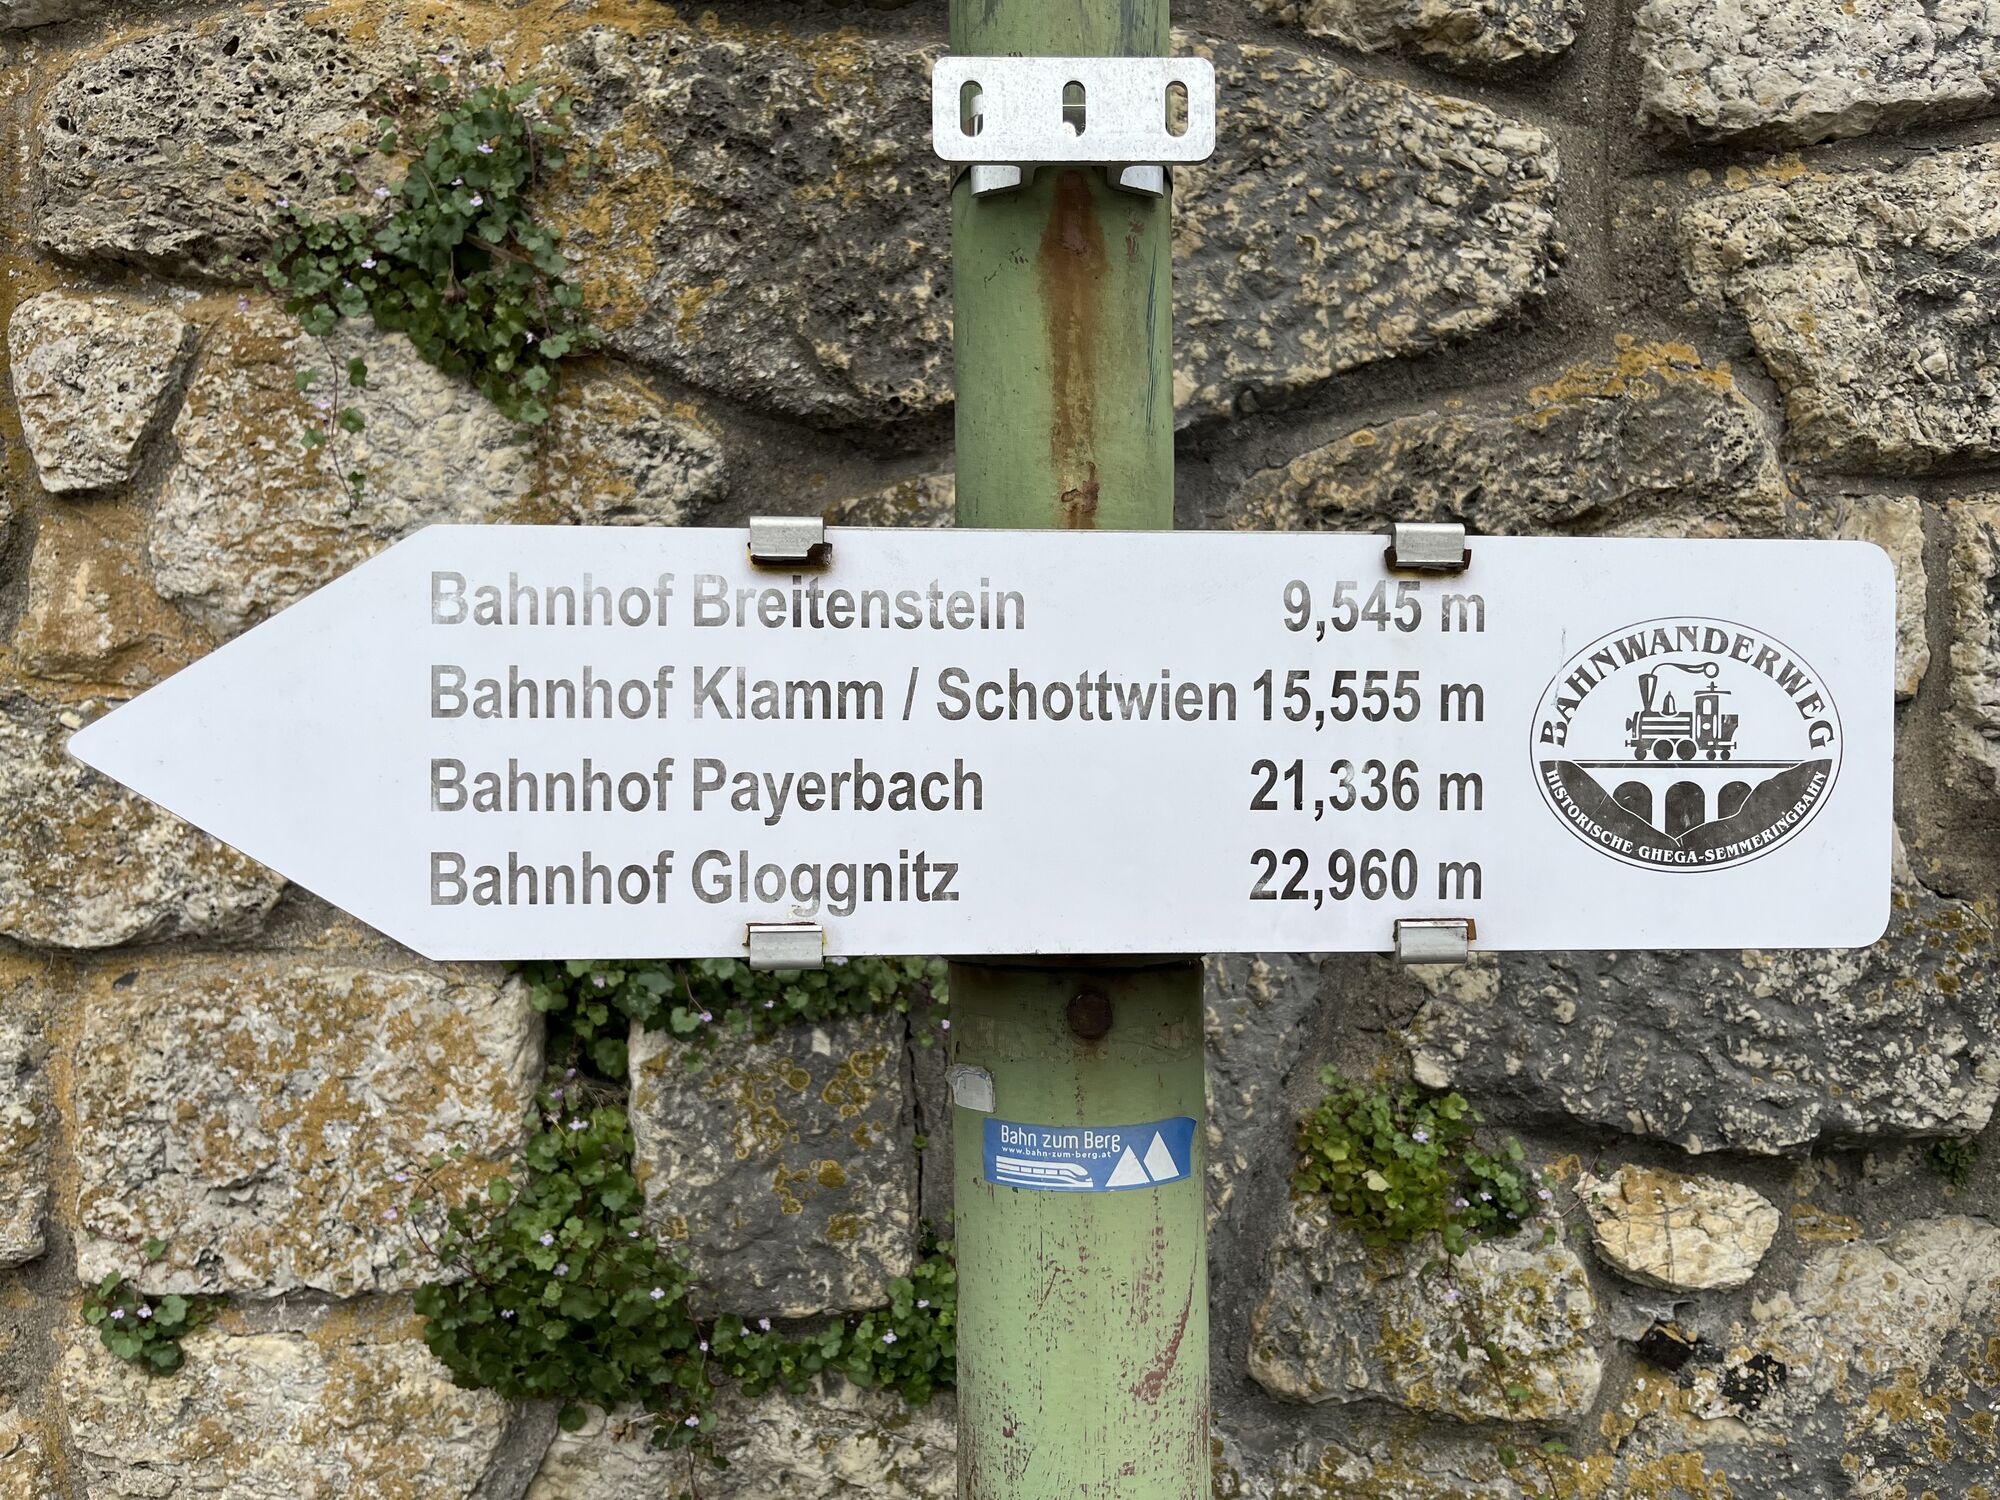 Bahnhof Breitenstein 9,545 m
Bahnhof Klamm / Schottwien 15,555 m
Bahnhof Payerbach 21,336 m
Bahnhof Gloggnitz 22,960 m
BAHNWANDERWEG
HISTORISCHE GHEGA-SEMMERINGBAHN
Bahn zum Berg
www.bahn-zum-berg.at